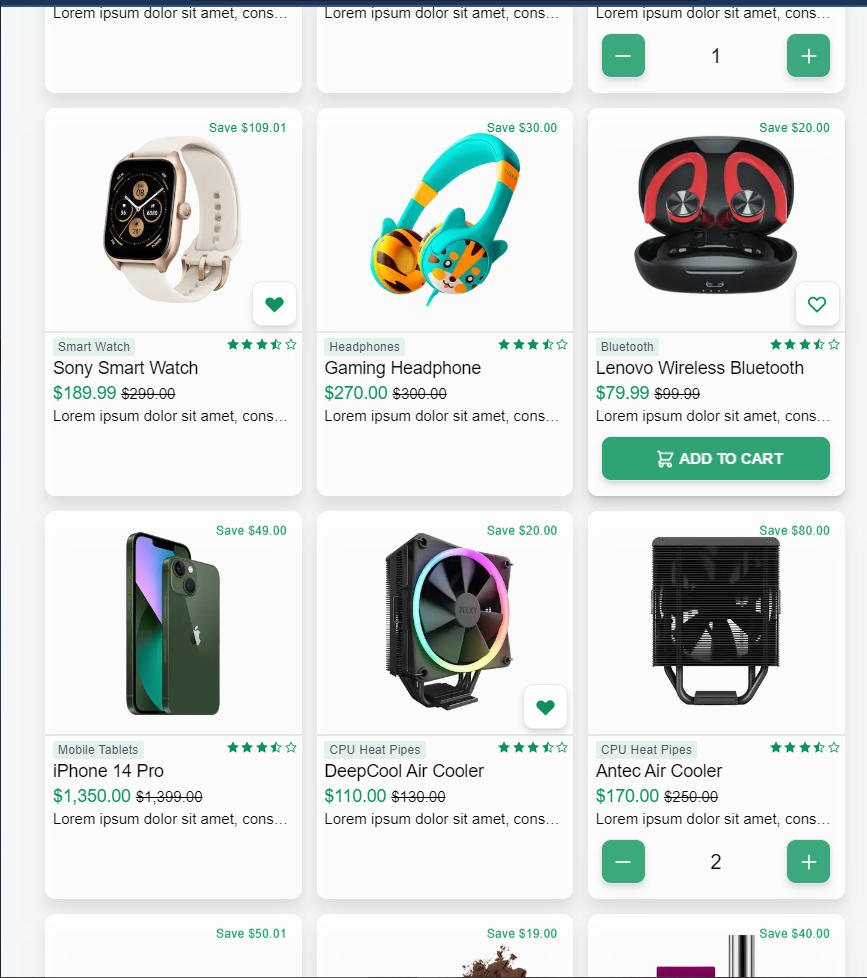 Lorem ipsum dolor sit amet, cons...
Lorem ipsum dolor sit amet, cons...
Lorem ipsum dolor sit amet, cons...
1
Save $109.01
Save $30.00
Save $20.00
Smart Watch
Sony Smart Watch
$189.99 $299.00
Lorem ipsum dolor sit amet, cons...
Headphones
Gaming Headphone
$270.00 $300.00
Lorem ipsum dolor sit amet, cons...
Bluetooth
Lenovo Wireless Bluetooth
$79.99 $99.99
Lorem ipsum dolor sit amet, cons...
ADD TO CART
Save $49.00
Save $20.00
NZXT
Save $80.00
Mobile Tablets
iPhone 14 Pro
$1,350.00 $1,399.00
Lorem ipsum dolor sit amet, cons...
CPU Heat Pipes
DeepCool Air Cooler
$110.00 $130.00
Lorem ipsum dolor sit amet, cons...
CPU Heat Pipes
Antec Air Cooler
$170.00 $250.00
Lorem ipsum dolor sit amet, cons...
2
Save $50.01
Save $19.00
Save $40.00